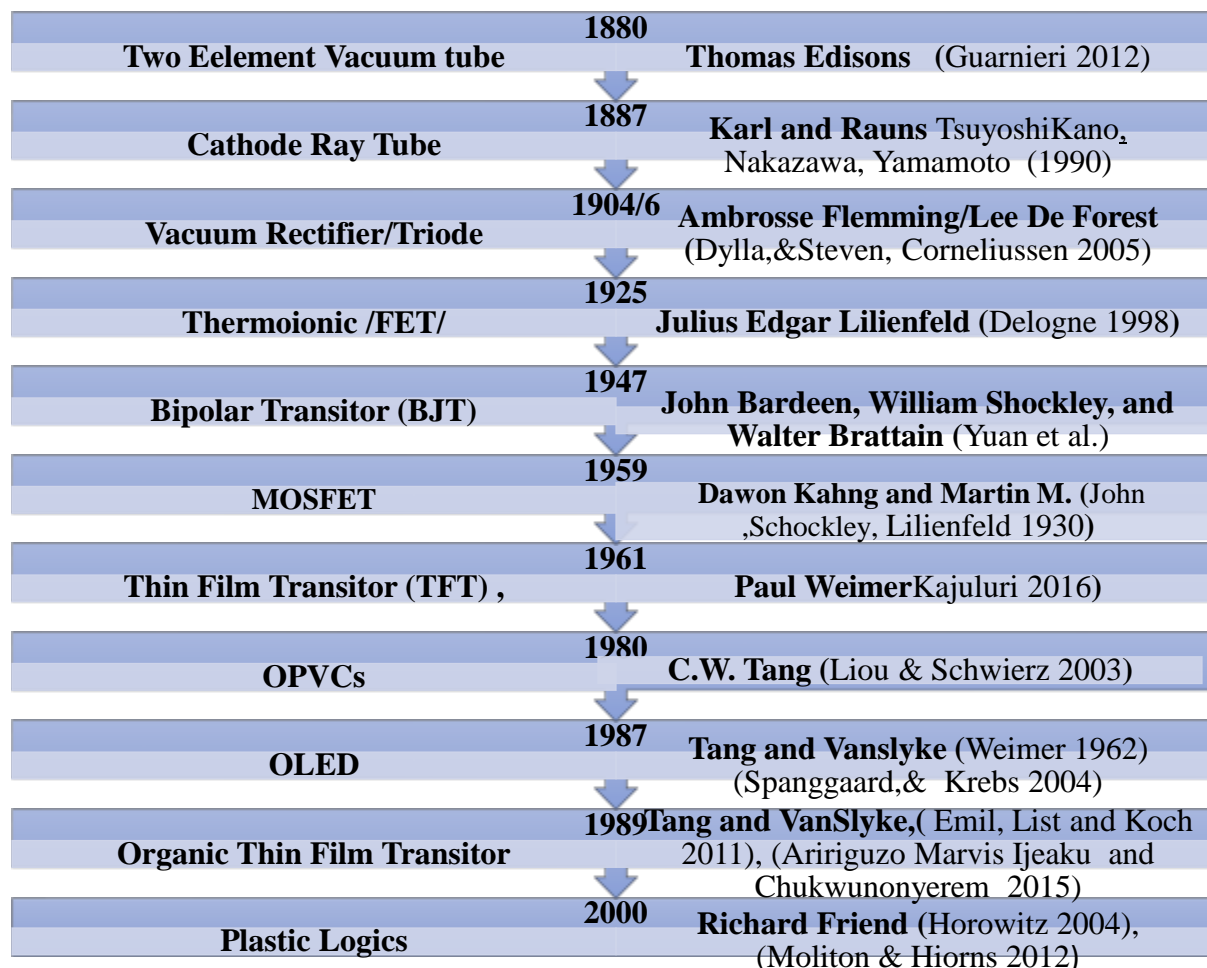 1880
Two Eelement Vacuum tube
Thomas Edisons (Guarnieri 2012)
1887
Cathode Ray Tube
Karl and Rauns TsuyoshiKano,
Nakazawa, Yamamoto (1990)
1904/6
Vacuum Rectifier/Triode
Ambrosse Flemming/Lee De Forest
(Dylla,&Steven, Corneliussen 2005)
1925
Thermoionic /FET/
Julius Edgar Lilienfeld (Delogne 1998)
1947
Bipolar Transitor (BJT)
John Bardeen, William Shockley, and
Walter Brattain (Yuan et al.)
1959
MOSFET
Dawon Kahng and Martin M. (John
,Schockley, Lilienfeld 1930)
1961
Thin Film Transitor (TFT) ,
Paul WeimerKajuluri 2016)
1980
OPVCs
C.W. Tang (Liou & Schwierz 2003)
1987
OLED
Tang and Vanslyke (Weimer 1962)
(Spanggaard,& Krebs 2004)
1989
Organic Thin Film Transitor
Tang and VanSlyke,( Emil, List and Koch
2011), (Aririguzo Marvis Ijeaku and
Chukwunonyerem 2015)
2000
Plastic Logics
Richard Friend (Horowitz 2004),
(Moliton & Hiorns 2012)